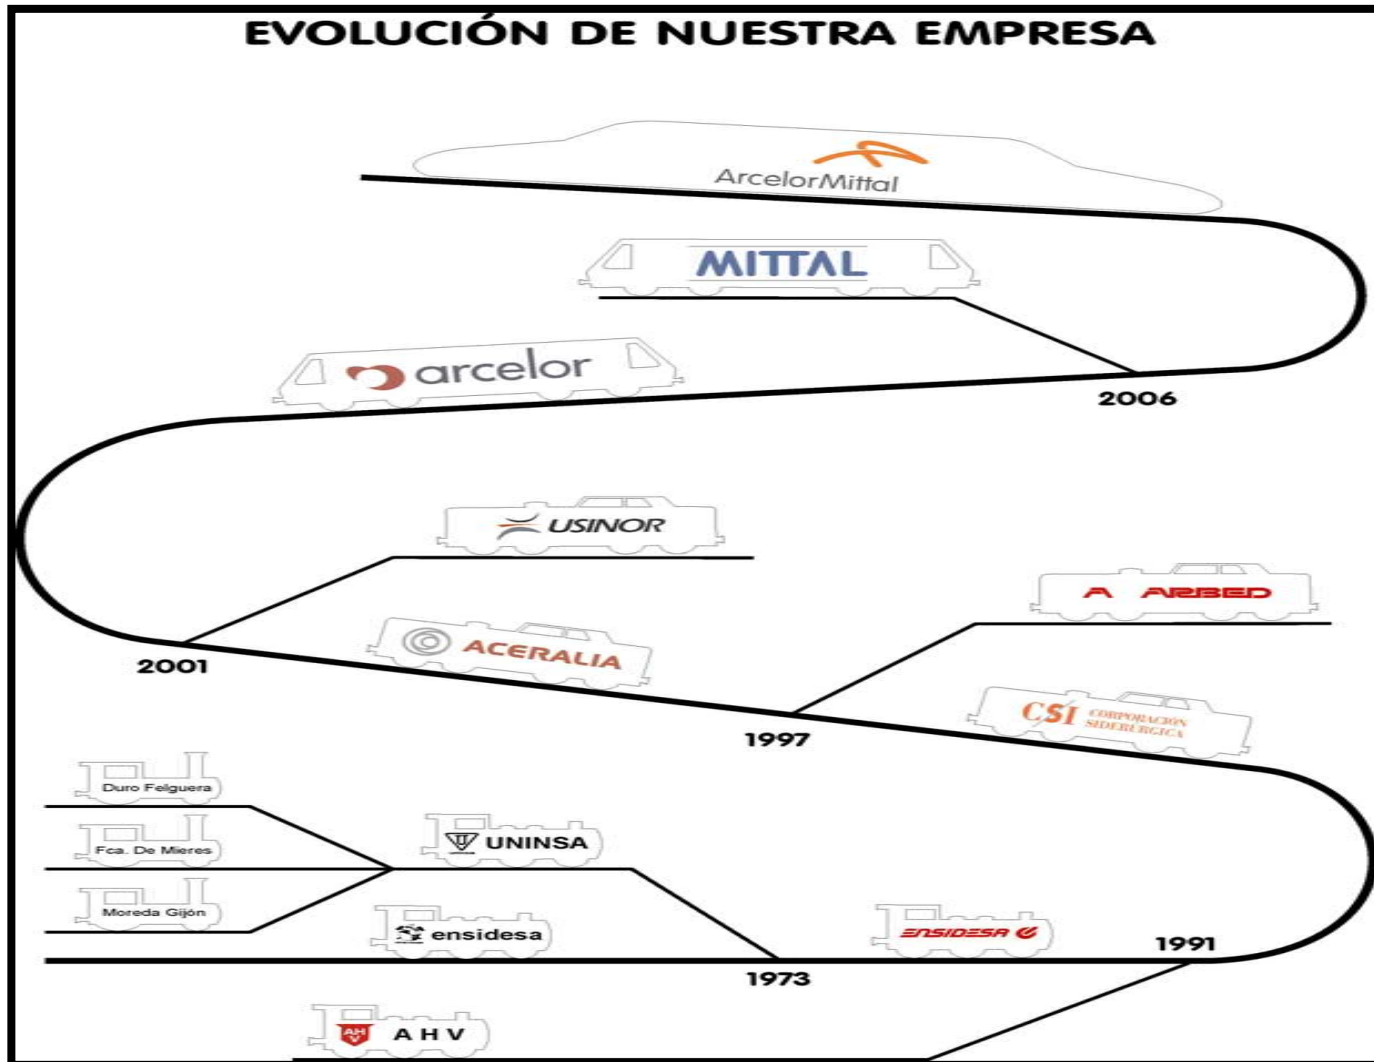 EVOLUCIÓN DE NUESTRA EMPRESA
ArcelorMittal
MITTAL
arcelor
2006
USINOR
A ARBED
2001
ACERALIA
CSI CORPORACIÓN
SIDERÚRGICA
1997
Duro Felguera
Fca. De Mieres
UNINSA
Moreda Gijón
ensidesa
ENSIDESA
1991
1973
AH
V
AHV